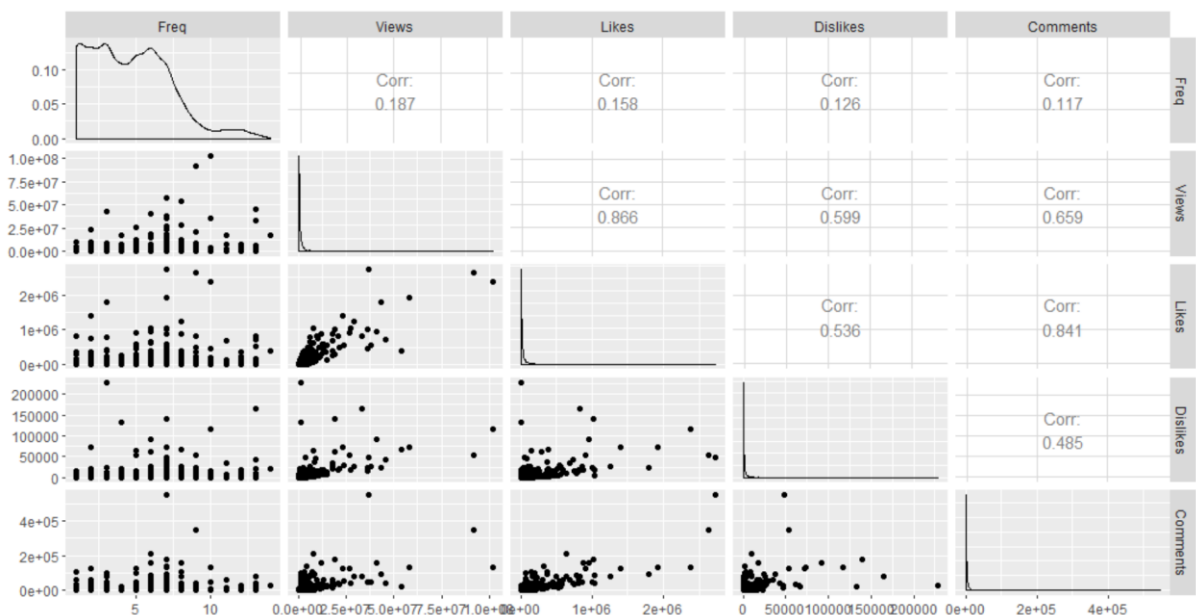 Freq
Views
Likes
Dislikes
Comments
0.10
0.05
0.00
Corr:
0.187
Corr:
0.158
Corr:
0.126
Corr:
0.117
Freq
1.0e+08
7.5e+07
5.0e+07
2.5e+07
0.0e+00
Corr:
0.866
Corr:
0.599
Corr:
0.659
Views
2e+06
1e+06
0e+00
Corr:
0.536
Corr:
0.841
Likes
200000
150000
100000
50000
0
Corr:
0.485
Dislikes
4e+05
2e+05
0e+00
Comments
5
10
0.0e+00
2.5e+07
5.0e+07
7.5e+07
1.0e+08
0e+00
1e+06
2e+06
0
50000
100000
150000
200000
0e+00
2e+05
4e+05